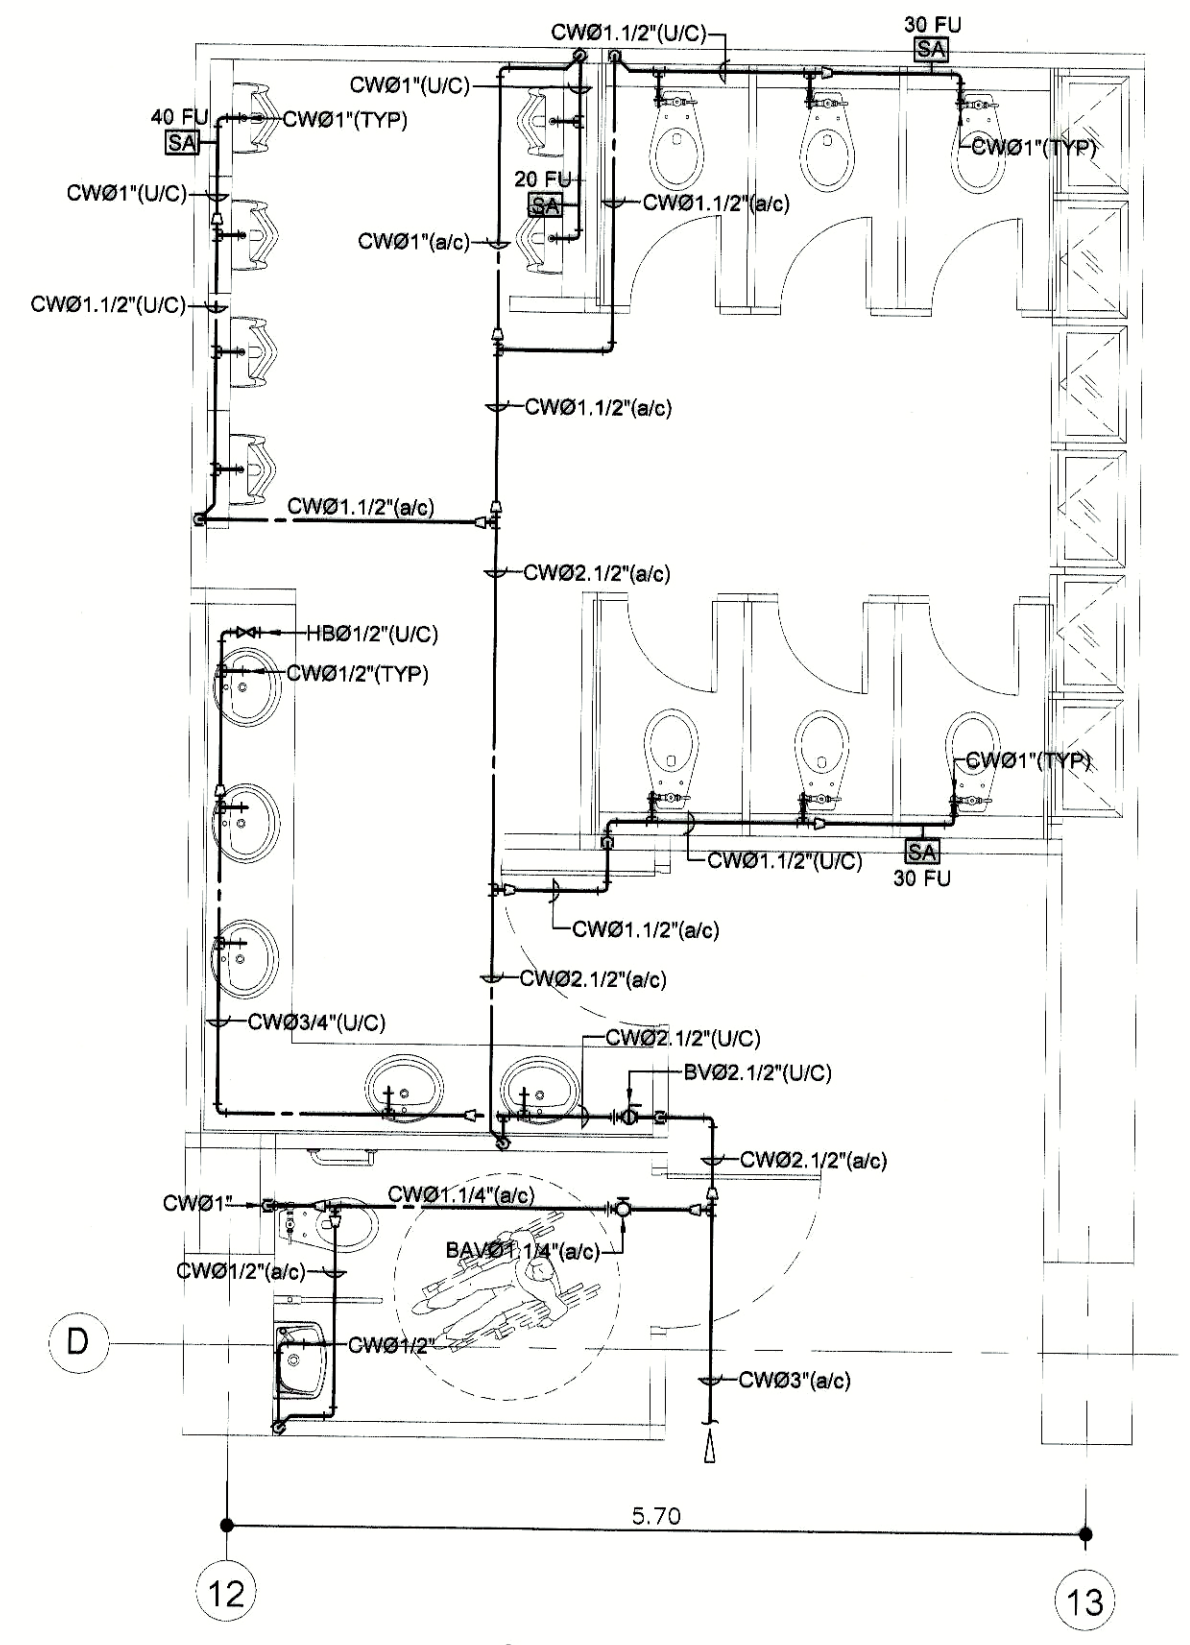 30 FU
CWØ1.1/2"(U/C)
SA
CWØ1"(U/C)
40 FU
CWØ1"(TYP)
SA
CWØ1"(TYP)
20 FU
CWØ1"(U/C)
SA
CWØ1.1/2"(a/c)
CWØ1"(a/c)
CWØ1.1/2"(U/C)
CWØ1.1/2"(a/c)
CWØ1.1/2"(a/c)
CWØ2.1/2"(a/c)
HBØ1/2"(U/C)
CWØ1/2"(TYP)
CWØ1"(TYP)
SA
CWØ1.1/2"(U/C)
30 FU
CWØ1.1/2"(a/c)
CWØ2.1/2"(a/c)
CWØ3/4"(U/C)
CWØ2.1/2"(U/C)
BVØ2.1/2"(U/C)
CWØ2.1/2"(a/c)
CWØ1.1/4"(a/c)
CWØ1"
BAVØ1.1/4"(a/c)
CWØ1/2"(a/c)
D
CWØ1/2"
CWØ3"(a/c)
5.70
12
13